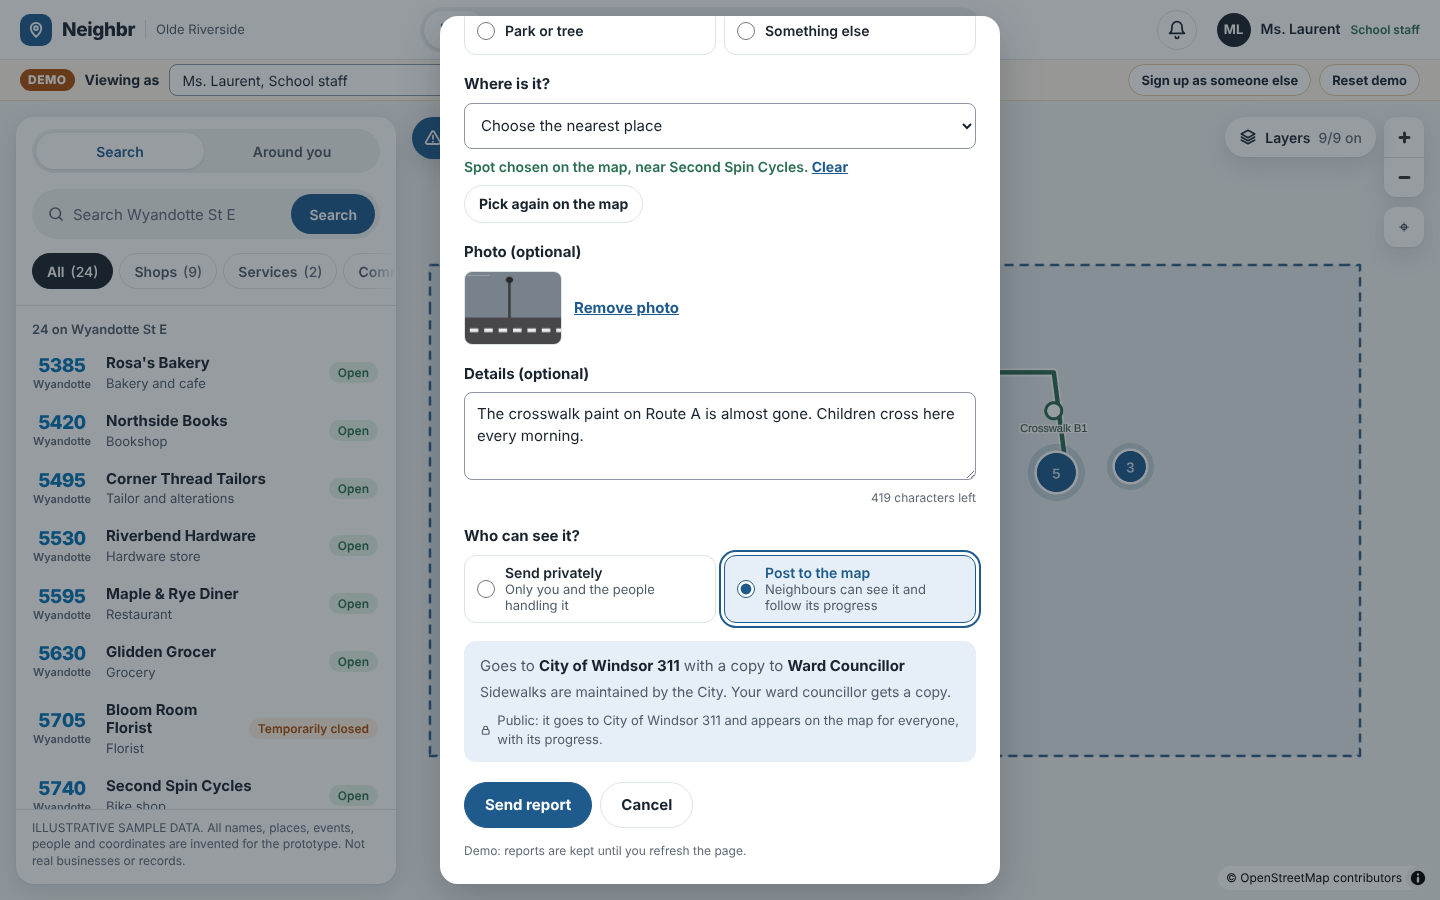 Neighbr
Olde Riverside
ML
Ms. Laurent
School staff
DEMO
Viewing as
Ms. Laurent, School staff
Sign up as someone else
Reset demo
Search
Around you
Search Wyandotte St E
Search
All (24)
Shops (9)
Services (2)
24 on Wyandotte St E
5385
Wyandotte
Rosa's Bakery
Bakery and cafe
Open
5420
Wyandotte
Northside Books
Bookshop
Open
5495
Wyandotte
Corner Thread Tailors
Tailor and alterations
Open
5530
Wyandotte
Riverbend Hardware
Hardware store
Open
5595
Wyandotte
Maple & Rye Diner
Restaurant
Open
5630
Wyandotte
Glidden Grocer
Grocery
Open
5705
Wyandotte
Bloom Room
Florist
Florist
Temporarily closed
5740
Wyandotte
Second Spin Cycles
Bike shop
Open
ILLUSTRATIVE SAMPLE DATA. All names, places, events,
people and coordinates are invented for the prototype. Not
real businesses or records.
Park or tree
Something else
Where is it?
Choose the nearest place
Spot chosen on the map, near Second Spin Cycles. Clear
Pick again on the map
Photo (optional)
Remove photo
Details (optional)
The crosswalk paint on Route A is almost gone. Children cross here
every morning.
419 characters left
Who can see it?
Send privately
Only you and the people
handling it
Post to the map
Neighbours can see it and
follow its progress
Goes to City of Windsor 311 with a copy to Ward Councillor
Sidewalks are maintained by the City. Your ward councillor gets a copy.
Public: it goes to City of Windsor 311 and appears on the map for everyone,
with its progress.
Send report
Cancel
Demo: reports are kept until you refresh the page.
Layers 9/9 on
+
−
Crosswalk B1
5
3
© OpenStreetMap contributors